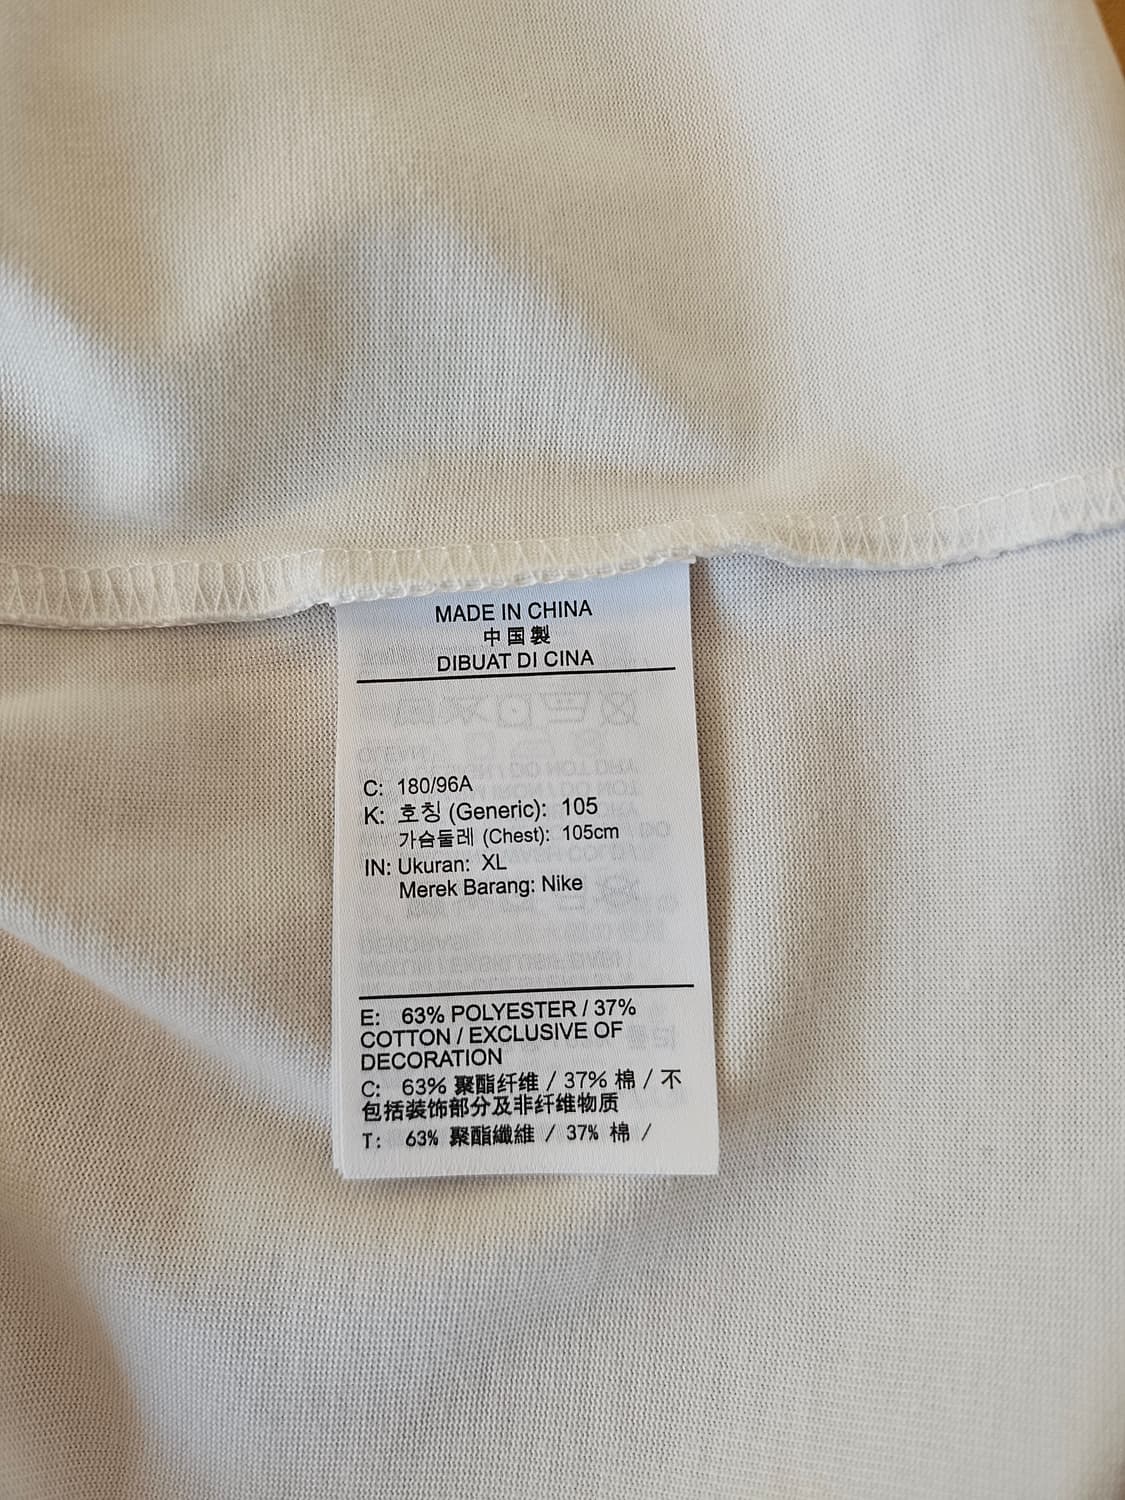 MADE IN CHINA
中国製
DIBUAT DI CINA
C: 180/96A
K: 호칭 (Generic): 105
가슴둘레 (Chest): 105cm
IN: Ukuran: XL
Merek Barang: Nike
E: 63% POLYESTER / 37%
COTTON / EXCLUSIVE OF
DECORATION
C: 63% 聚酯纤维 / 37% 棉 / 不
包括装饰部分及非纤维物质
T: 63% 聚酯纖維 / 37% 棉 /